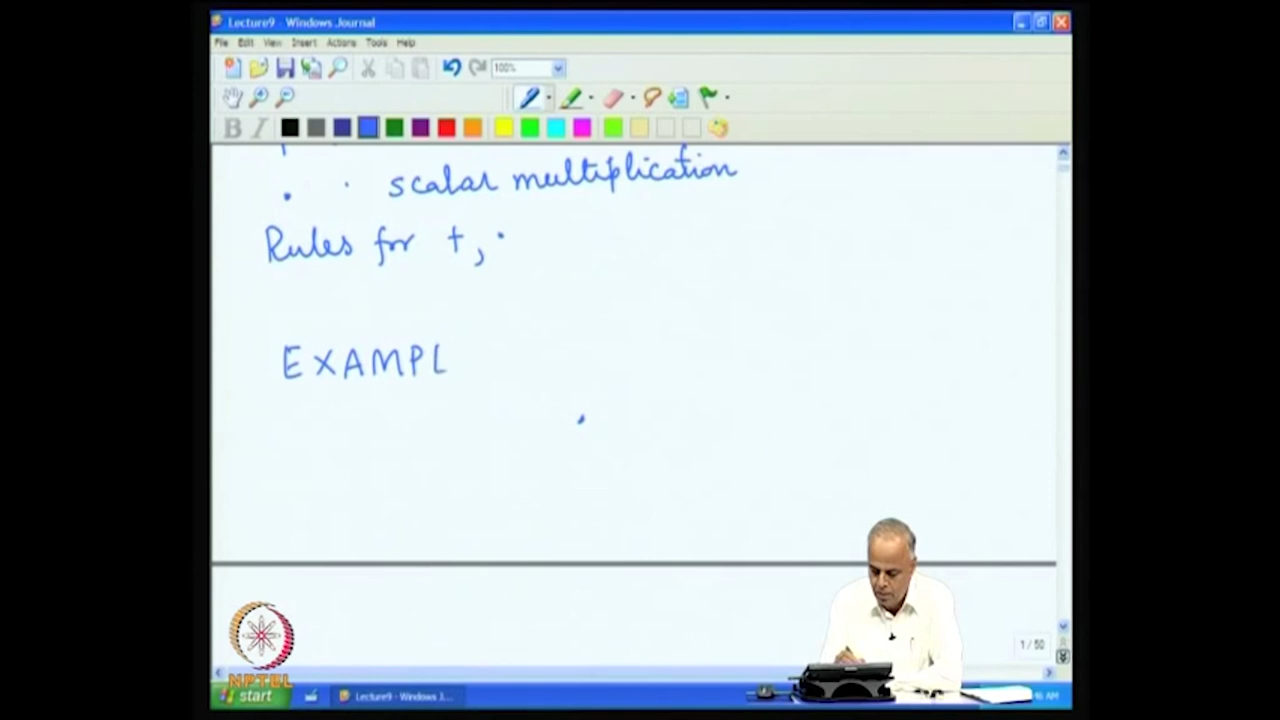 Lecture9 - Windows Journal
File Edit View Insert Actions Tools Help
100%
B I
· scalar multiplication
Rules for +, ·
EXAMPL
1 / 50
NPTEL
start Lecture9 - Windows J...